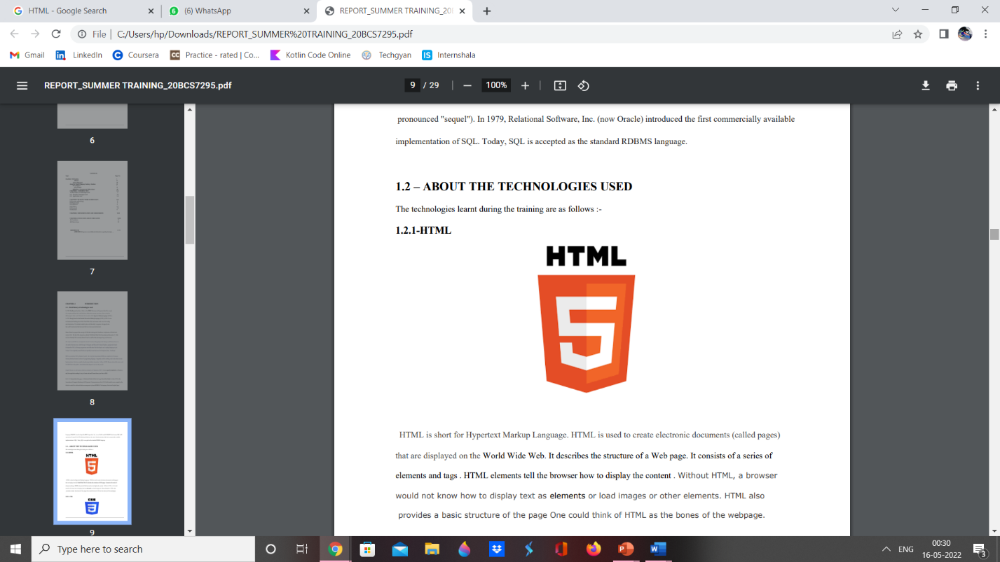 HTML - Google Search
(6) WhatsApp
REPORT_SUMMER TRAINING_20
File | C:/Users/hp/Downloads/REPORT_SUMMER%20TRAINING_20BCS7295.pdf
Gmail
LinkedIn
Coursera
Practice - rated | Co...
Kotlin Code Online
Techgyan
Internshala
REPORT_SUMMER TRAINING_20BCS7295.pdf
9 / 29
100%
6
7
8
9
pronounced "sequel"). In 1979, Relational Software, Inc. (now Oracle) introduced the first commercially available
implementation of SQL. Today, SQL is accepted as the standard RDBMS language.
1.2 – ABOUT THE TECHNOLOGIES USED
The technologies learnt during the training are as follows :-
1.2.1-HTML
HTML
5
HTML is short for Hypertext Markup Language. HTML is used to create electronic documents (called pages)
that are displayed on the World Wide Web. It describes the structure of a Web page. It consists of a series of
elements and tags . HTML elements tell the browser how to display the content . Without HTML, a browser
would not know how to display text as elements or load images or other elements. HTML also
provides a basic structure of the page One could think of HTML as the bones of the webpage.
Type here to search
ENG
00:30
16-05-2022
3